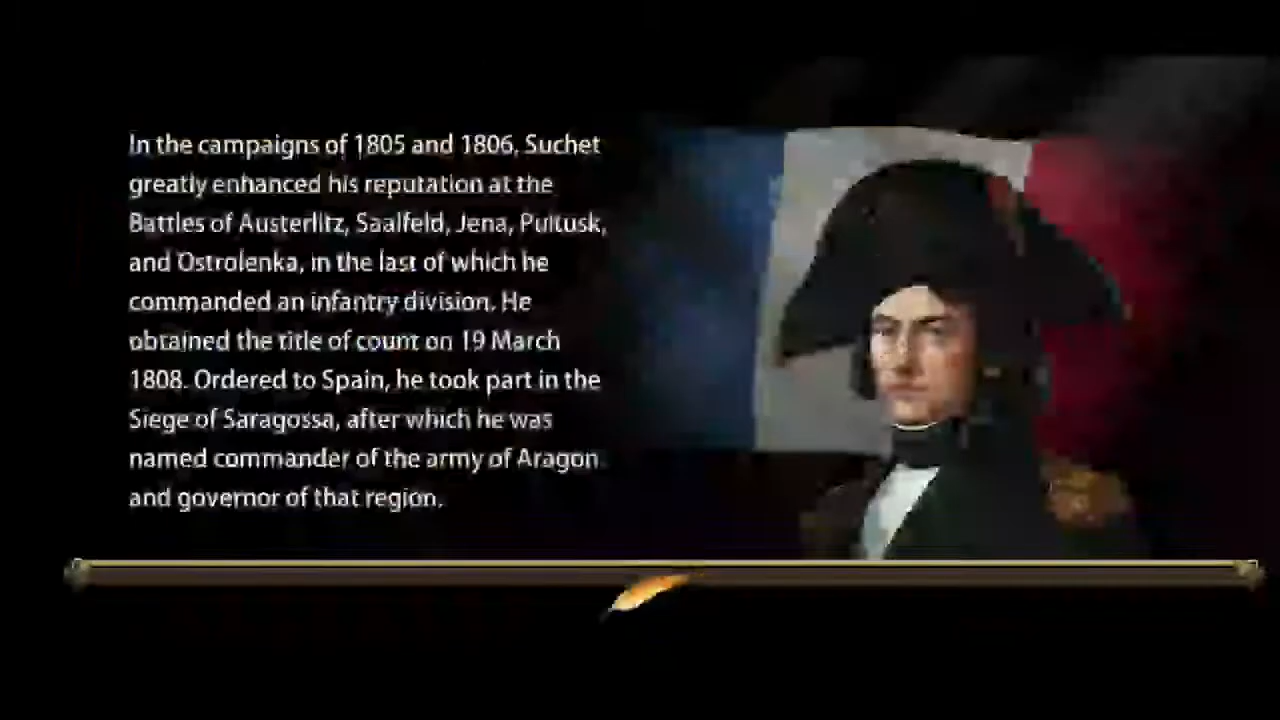 In the campaigns of 1805 and 1806, Suchet
greatly enhanced his reputation at the
Battles of Austerlitz, Saalfeld, Jena, Pultusk,
and Ostrolenka, in the last of which he
commanded an infantry division. He
obtained the title of count on 19 March
1808. Ordered to Spain, he took part in the
Siege of Saragossa, after which he was
named commander of the army of Aragon
and governor of that region.